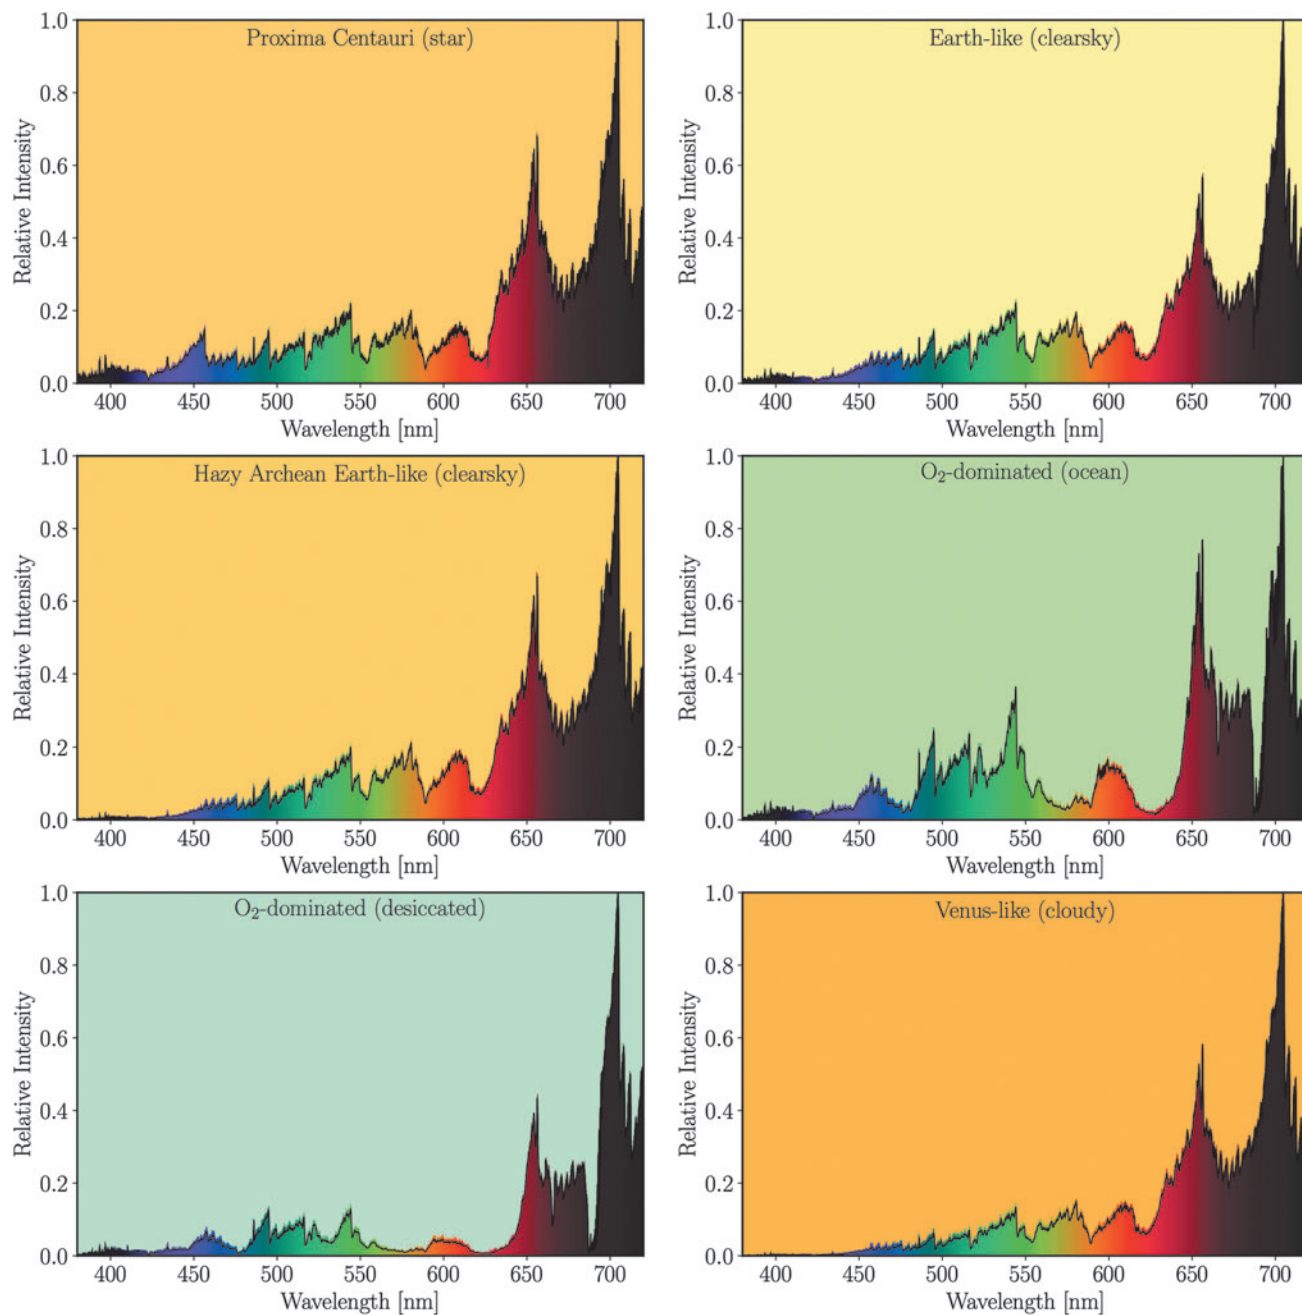 Proxima Centauri (star)
Relative Intensity
1.0
0.8
0.6
0.4
0.2
0.0
400 450 500 550 600 650 700
Wavelength [nm]
Earth-like (clearsky)
Relative Intensity
1.0
0.8
0.6
0.4
0.2
0.0
400 450 500 550 600 650 700
Wavelength [nm]
Hazy Archean Earth-like (clearsky)
Relative Intensity
1.0
0.8
0.6
0.4
0.2
0.0
400 450 500 550 600 650 700
Wavelength [nm]
O₂-dominated (ocean)
Relative Intensity
1.0
0.8
0.6
0.4
0.2
0.0
400 450 500 550 600 650 700
Wavelength [nm]
O₂-dominated (desiccated)
Relative Intensity
1.0
0.8
0.6
0.4
0.2
0.0
400 450 500 550 600 650 700
Wavelength [nm]
Venus-like (cloudy)
Relative Intensity
1.0
0.8
0.6
0.4
0.2
0.0
400 450 500 550 600 650 700
Wavelength [nm]